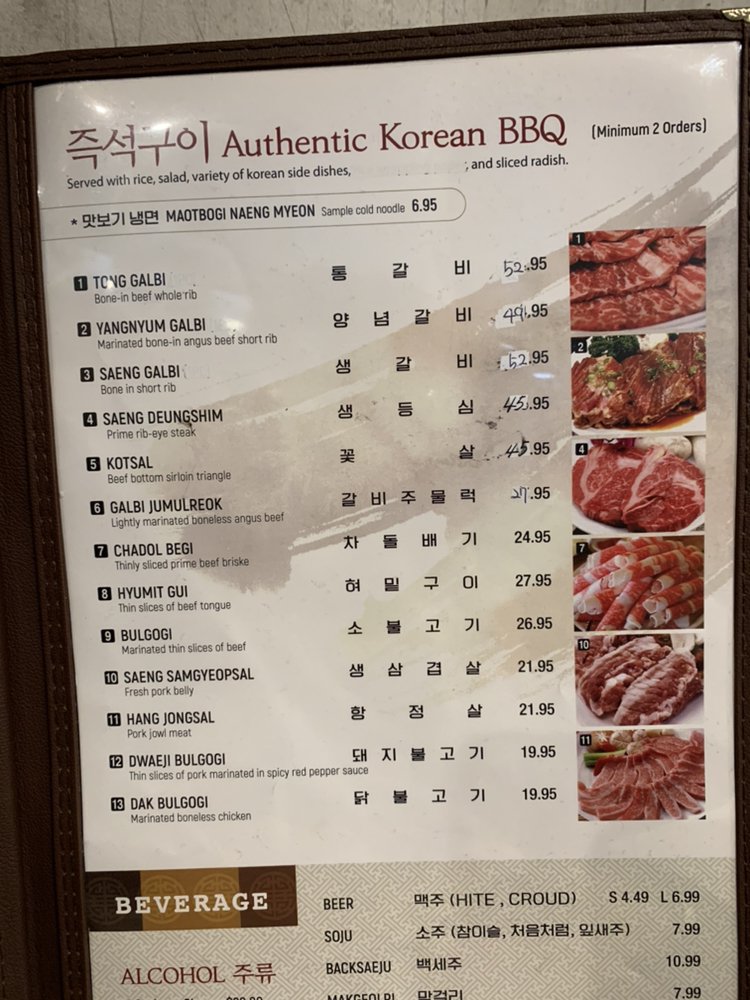 즉석구이 Authentic Korean BBQ (Minimum 2 Orders)
Served with rice, salad, variety of korean side dishes, , and sliced radish.
* 맛보기 냉면 MAOTBOGI NAENG MYEON Sample cold noodle 6.95
1 TONG GALBI 통 갈 비 52.95
Bone-in beef whole rib
2 YANGNYUM GALBI 양 념 갈 비 49.95
Marinated bone-in angus beef short rib
3 SAENG GALBI 생 갈 비 52.95
Bone in short rib
4 SAENG DEUNGSHIM 생 등 심 45.95
Prime rib-eye steak
5 KOTSAL 꽃 살 45.95
Beef bottom sirloin triangle
6 GALBI JUMULREOK 갈 비 주 물 럭 27.95
Lightly marinated boneless angus beef
7 CHADOL BEGI 차 돌 배 기 24.95
Thinly sliced prime beef briske
8 HYUMIT GUI 혀 밑 구 이 27.95
Thin slices of beef tongue
9 BULGOGI 소 불 고 기 26.95
Marinated thin slices of beef
10 SAENG SAMGYEOPSAL 생 삼 겹 살 21.95
Fresh pork belly
11 HANG JONGSAL 항 정 살 21.95
Pork jowl meat
12 DWAEJI BULGOGI 돼 지 불 고 기 19.95
Thin slices of pork marinated in spicy red pepper sauce
13 DAK BULGOGI 닭 불 고 기 19.95
Marinated boneless chicken
1
2
4
7
10
11
BEVERAGE
ALCOHOL 주류
BEER 맥주 (HITE , CROUD) S 4.49 L 6.99
SOJU 소주 (참이슬, 처음처럼, 잎새주) 7.99
BACKSAEJU 백세주 10.99
MAKGEOLRI 막걸리 7.99